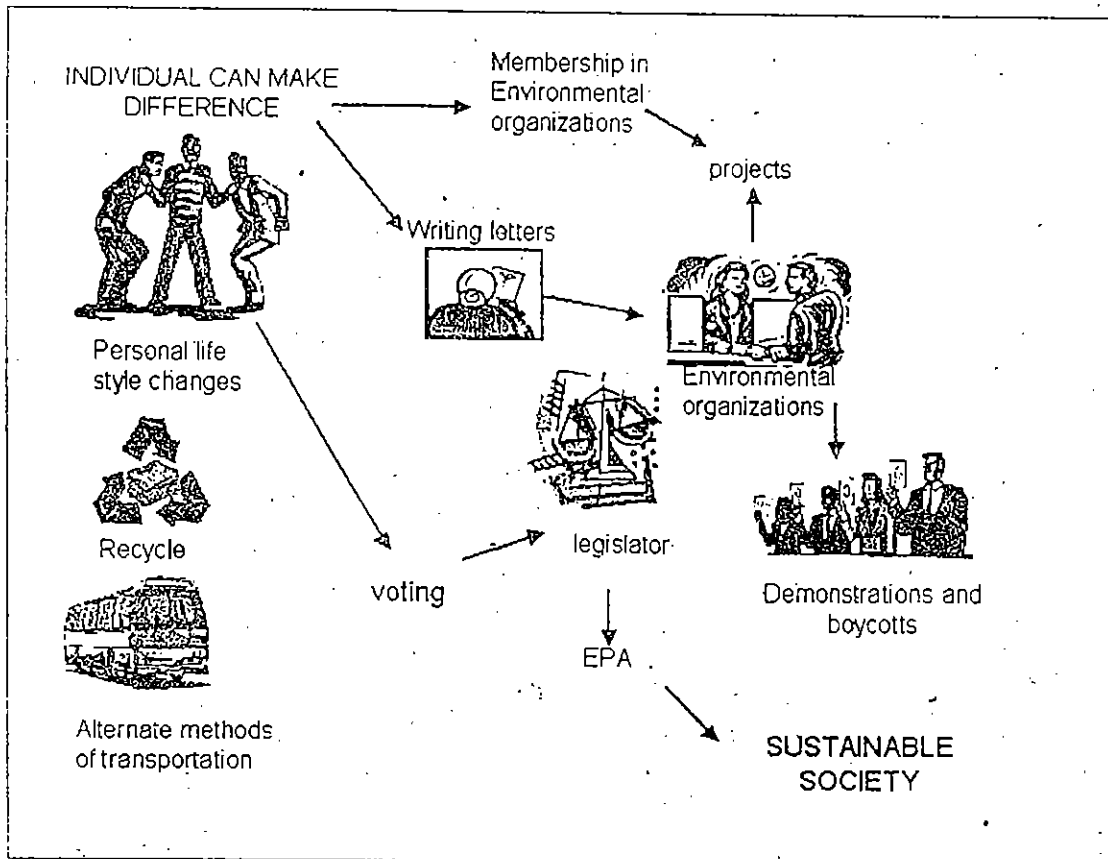 INDIVIDUAL CAN MAKE
DIFFERENCE
Membership in
Environmental
organizations
projects
Writing letters
Personal life
style changes
Environmental
organizations
Recycle
legislator
voting
Demonstrations and
boycotts
EPA
Alternate methods
of transportation
SUSTAINABLE
SOCIETY